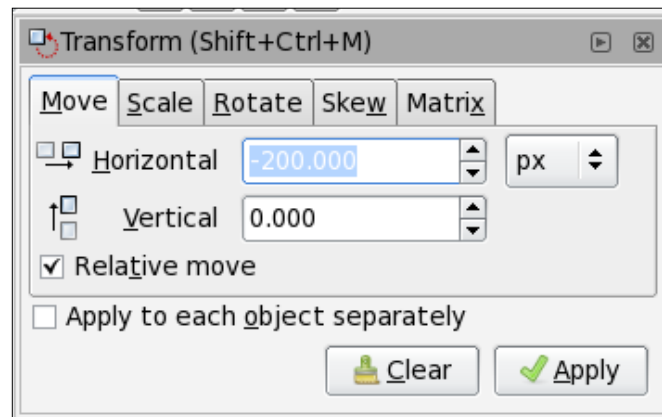 Transform (Shift+Ctrl+M)
Move Scale Rotate Skew Matrix
Horizontal -200.000 px
Vertical 0.000
Relative move
Apply to each object separately
Clear Apply